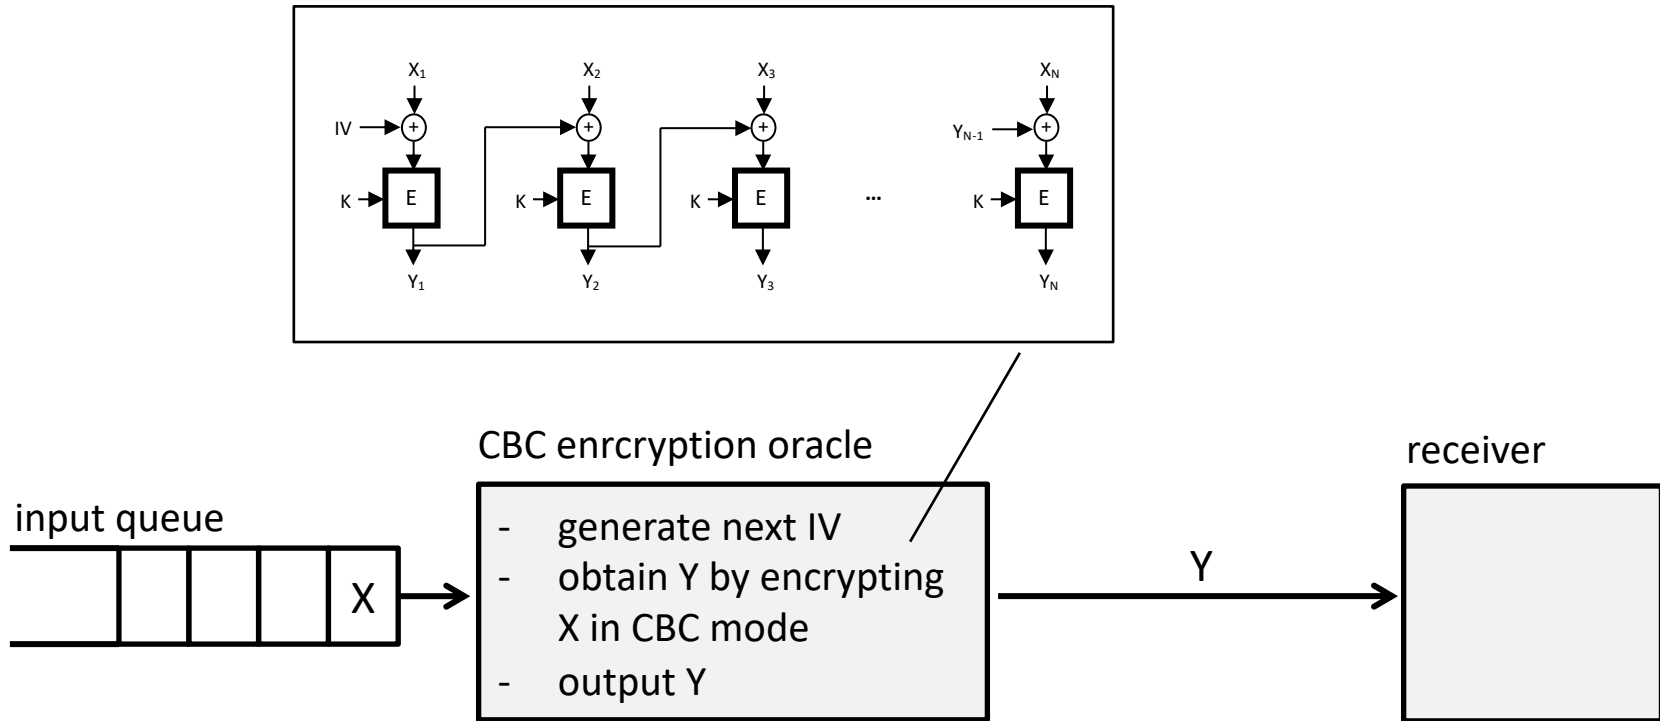 X1 X2 X3 XN
IV + + + YN-1 +
K E K E K E ... K E
Y1 Y2 Y3 YN
CBC enrcryption oracle
receiver
input queue
- generate next IV
- obtain Y by encrypting
X in CBC mode
- output Y
X
Y